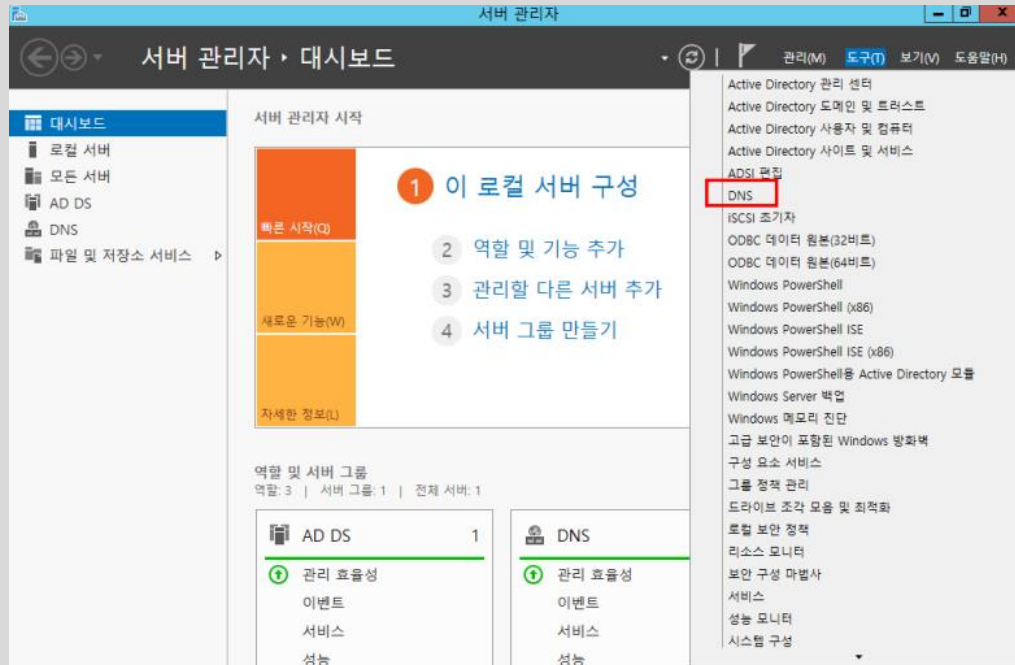 서버 관리자
서버 관리자 ‣ 대시보드
관리(M) 도구(T) 보기(V) 도움말(H)
대시보드
로컬 서버
모든 서버
AD DS
DNS
파일 및 저장소 서비스
서버 관리자 시작
빠른 시작(Q)
새로운 기능(W)
자세한 정보(L)
1 이 로컬 서버 구성
2 역할 및 기능 추가
3 관리할 다른 서버 추가
4 서버 그룹 만들기
역할 및 서버 그룹
역할: 3 | 서버 그룹: 1 | 전체 서버: 1
AD DS 1
관리 효율성
이벤트
서비스
성능
DNS
관리 효율성
이벤트
서비스
성능
Active Directory 관리 센터
Active Directory 도메인 및 트러스트
Active Directory 사용자 및 컴퓨터
Active Directory 사이트 및 서비스
ADSI 편집
DNS
iSCSI 초기자
ODBC 데이터 원본(32비트)
ODBC 데이터 원본(64비트)
Windows PowerShell
Windows PowerShell (x86)
Windows PowerShell ISE
Windows PowerShell ISE (x86)
Windows PowerShell용 Active Directory 모듈
Windows Server 백업
Windows 메모리 진단
고급 보안이 포함된 Windows 방화벽
구성 요소 서비스
그룹 정책 관리
드라이브 조각 모음 및 최적화
로컬 보안 정책
리소스 모니터
보안 구성 마법사
서비스
성능 모니터
시스템 구성